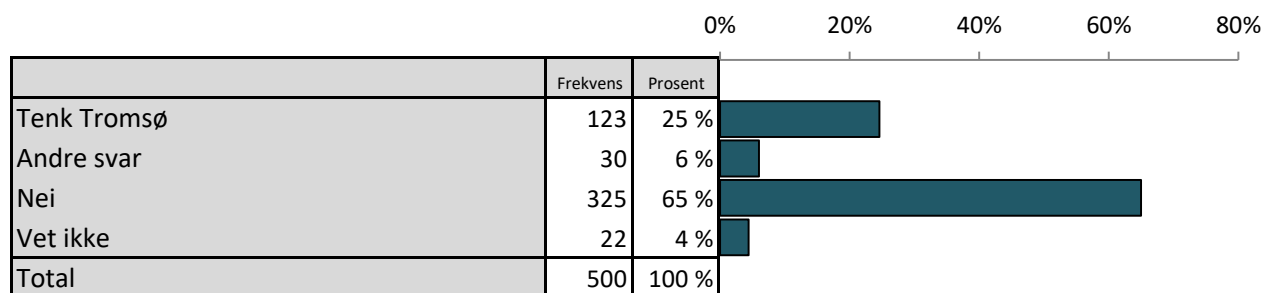 0% 20% 40% 60% 80%
Frekvens Prosent
Tenk Tromsø 123 25 %
Andre svar 30 6 %
Nei 325 65 %
Vet ikke 22 4 %
Total 500 100 %